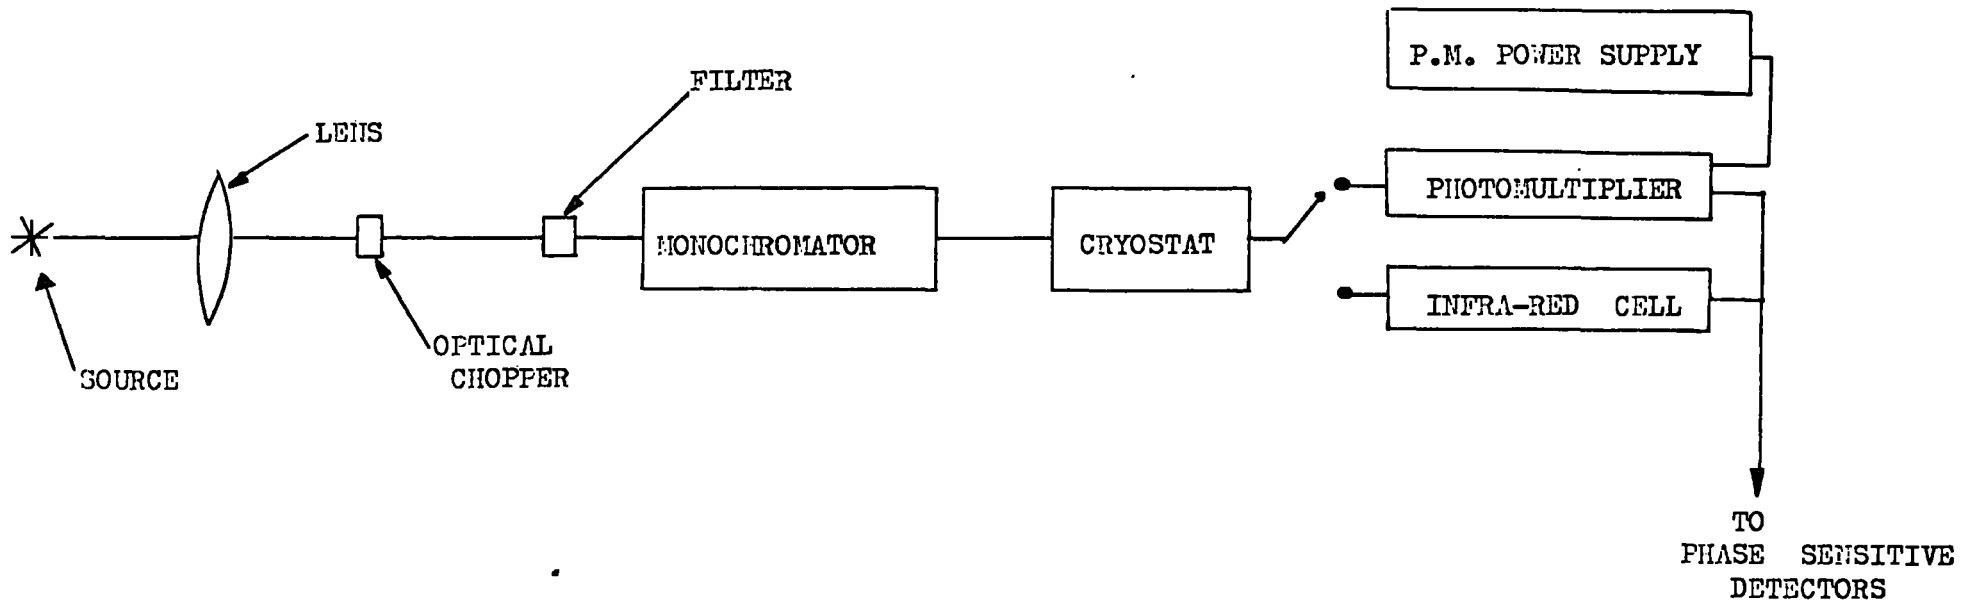 P.M. POWER SUPPLY
FILTER
LENS
PHOTOMULTIPLIER
MONOCHROMATOR
CRYOSTAT
INFRA-RED CELL
OPTICAL
CHOPPER
SOURCE
TO
PHASE SENSITIVE
DETECTORS